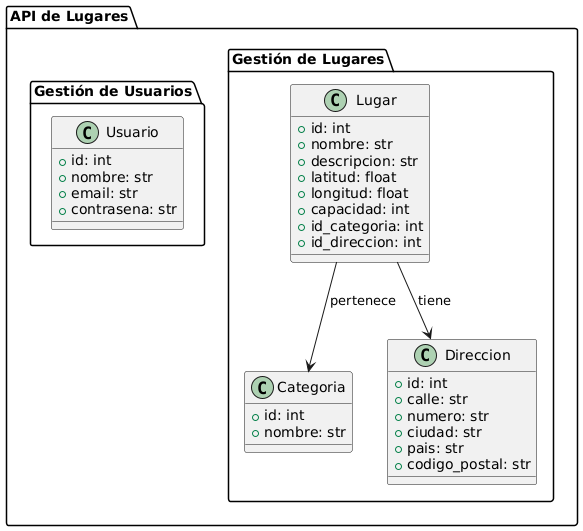 API de Lugares
Gestión de Usuarios
C Usuario
id: int
nombre: str
email: str
contrasena: str
Gestión de Lugares
C Lugar
id: int
nombre: str
descripcion: str
latitud: float
longitud: float
capacidad: int
id_categoria: int
id_direccion: int
pertenece
tiene
C Categoria
id: int
nombre: str
C Direccion
id: int
calle: str
numero: str
ciudad: str
pais: str
codigo_postal: str